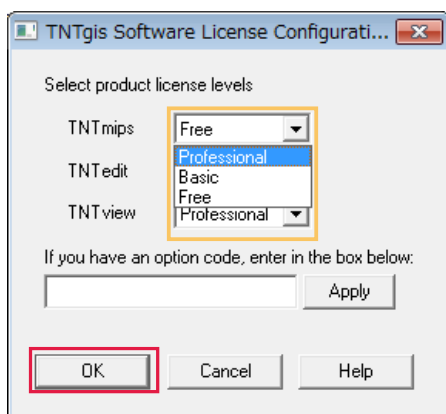 TNTgis Software License Configurati...
Select product license levels
TNTmips Free
Professional
TNTedit Basic
Free
TNTview Professional
If you have an option code, enter in the box below:
Apply
OK Cancel Help